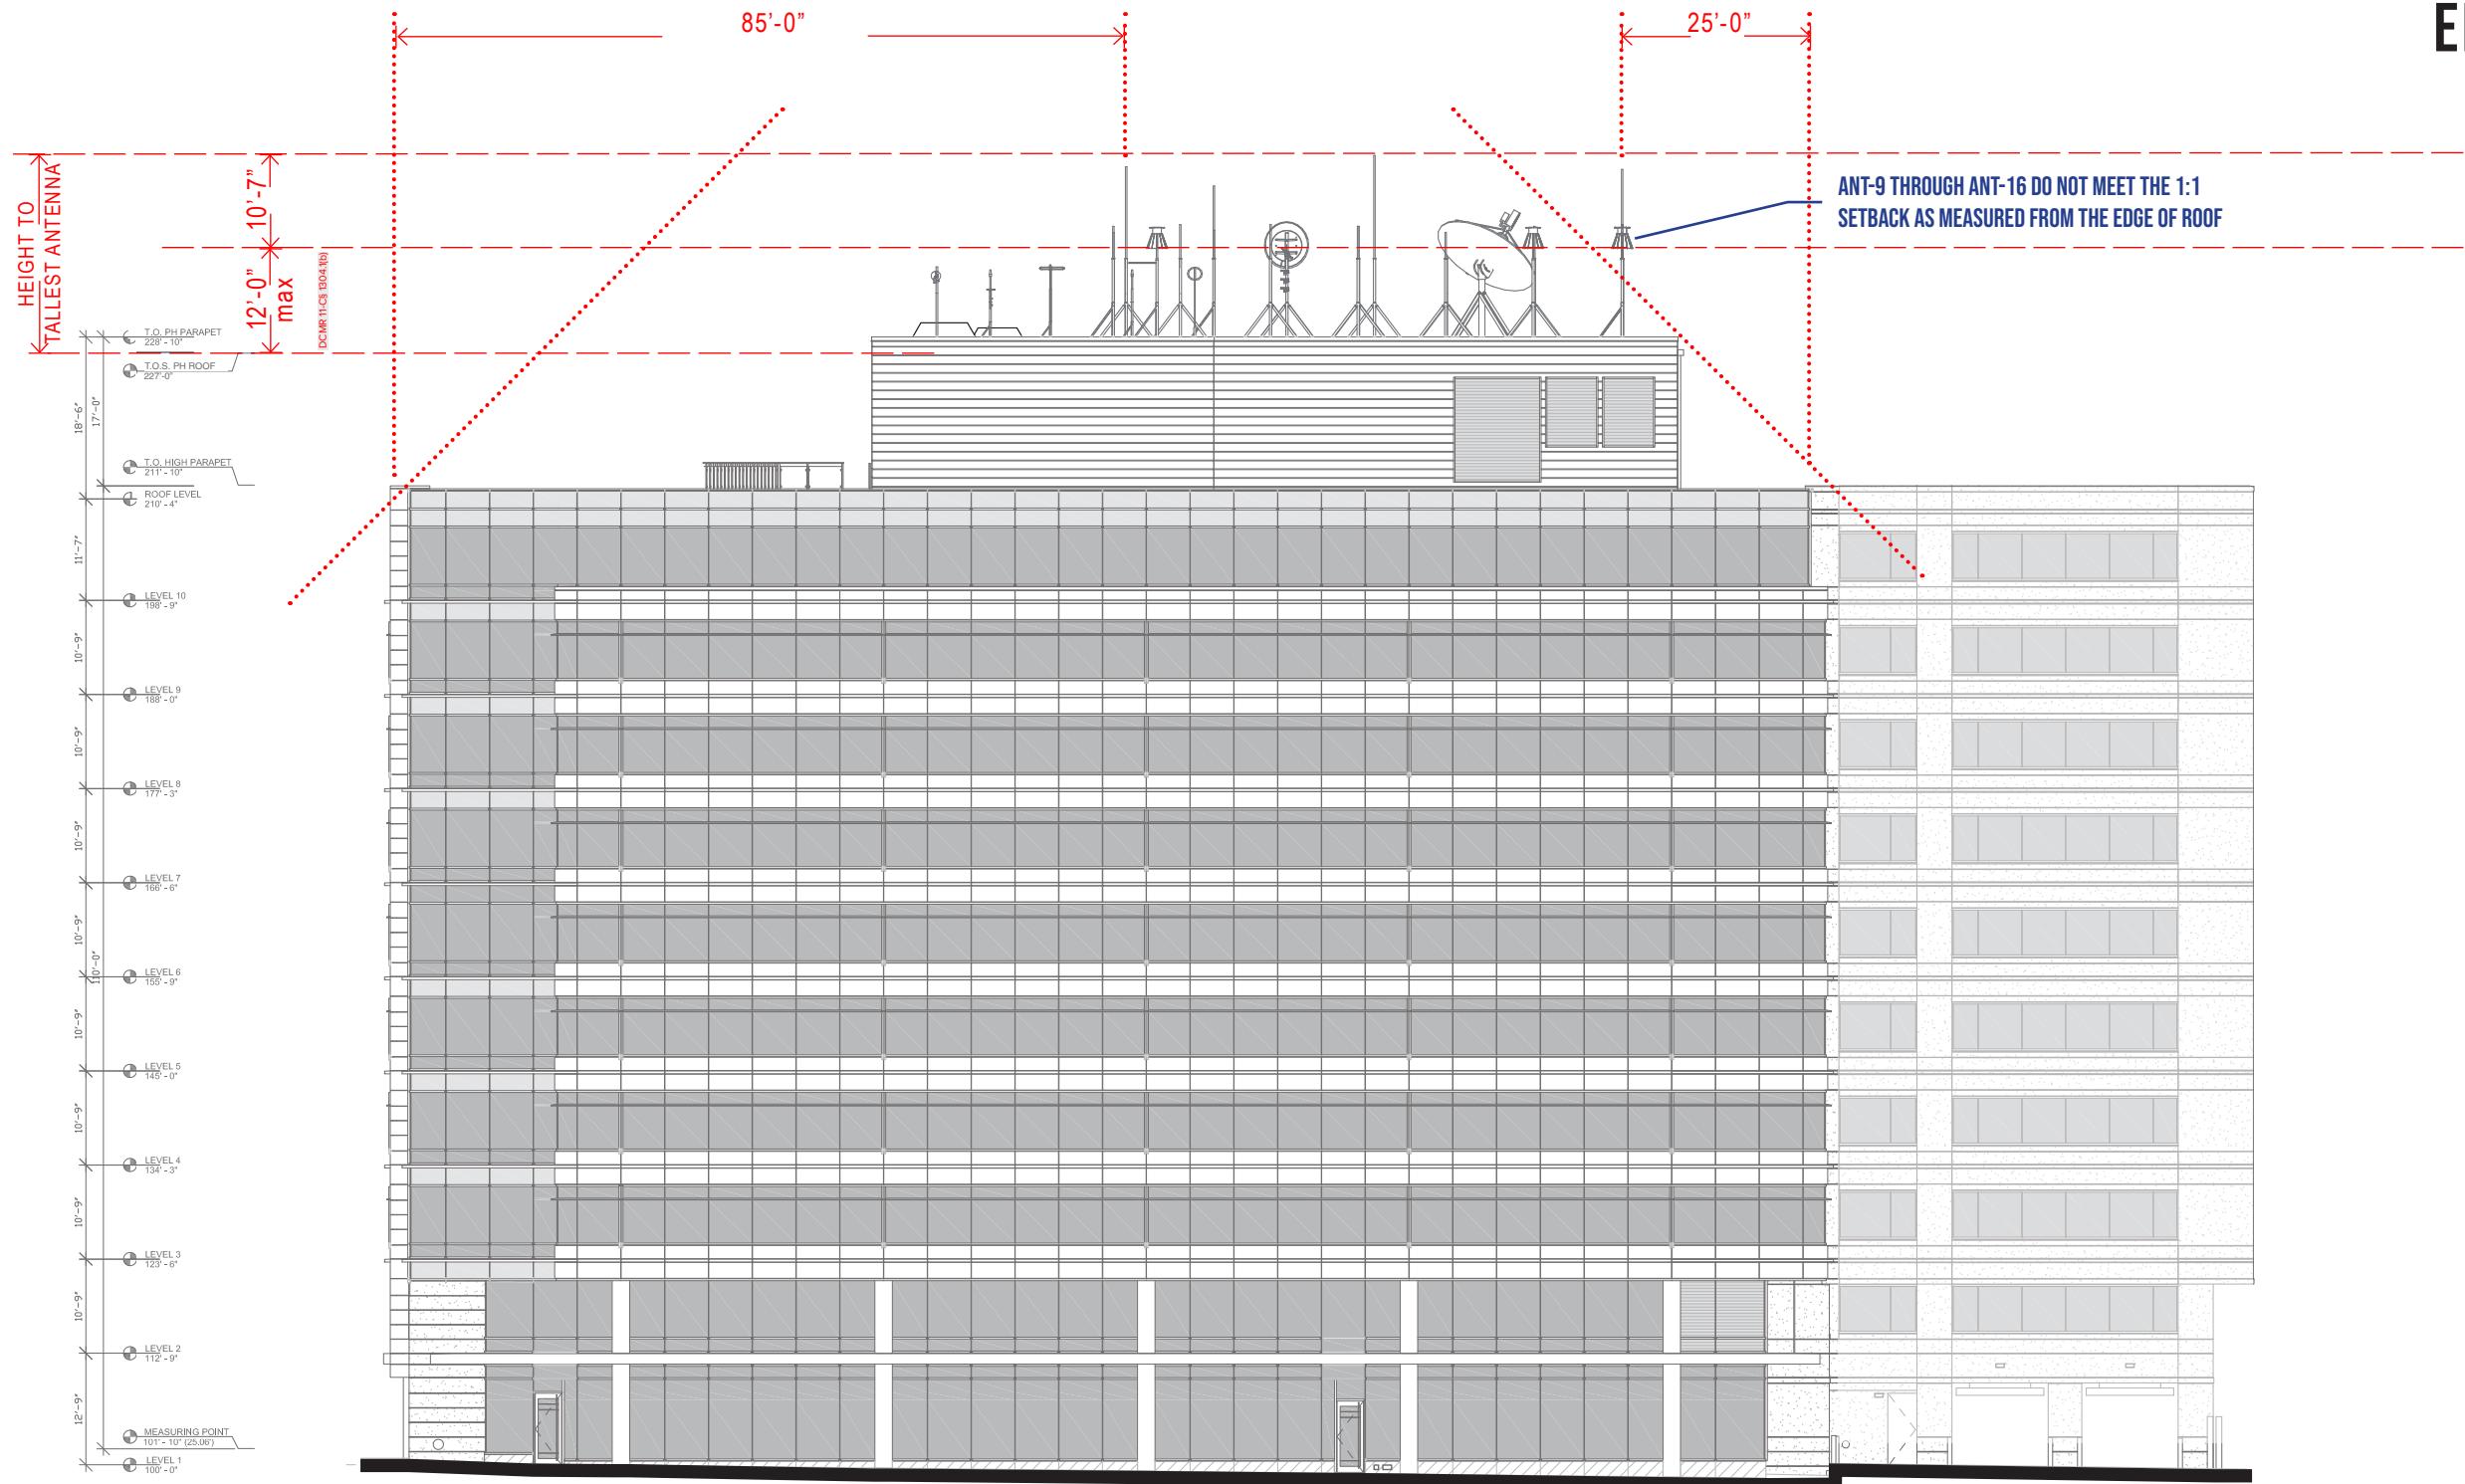 85’-0”
25’-0”
HEIGHT TO
TALLEST ANTENNA
10’-7”
12’-0”
max
DCMR 11-C§ 1304.1(b)
ANT-9 THROUGH ANT-16 DO NOT MEET THE 1:1
SETBACK AS MEASURED FROM THE EDGE OF ROOF
T.O. PH PARAPET
228' - 10"
T.O.S. PH ROOF
227'-0"
18'-6"
17'-0"
T.O. HIGH PARAPET
211' - 10"
ROOF LEVEL
210' - 4"
11'-7"
LEVEL 10
198' - 9"
10'-9"
LEVEL 9
188' - 0"
10'-9"
LEVEL 8
177' - 3"
10'-9"
LEVEL 7
166' - 6"
10'-9"
110'-0"
LEVEL 6
155' - 9"
10'-9"
LEVEL 5
145' - 0"
10'-9"
LEVEL 4
134' - 3"
10'-9"
LEVEL 3
123' - 6"
10'-9"
LEVEL 2
112' - 9"
12'-9"
MEASURING POINT
101' - 10" (25.06')
LEVEL 1
100' - 0"